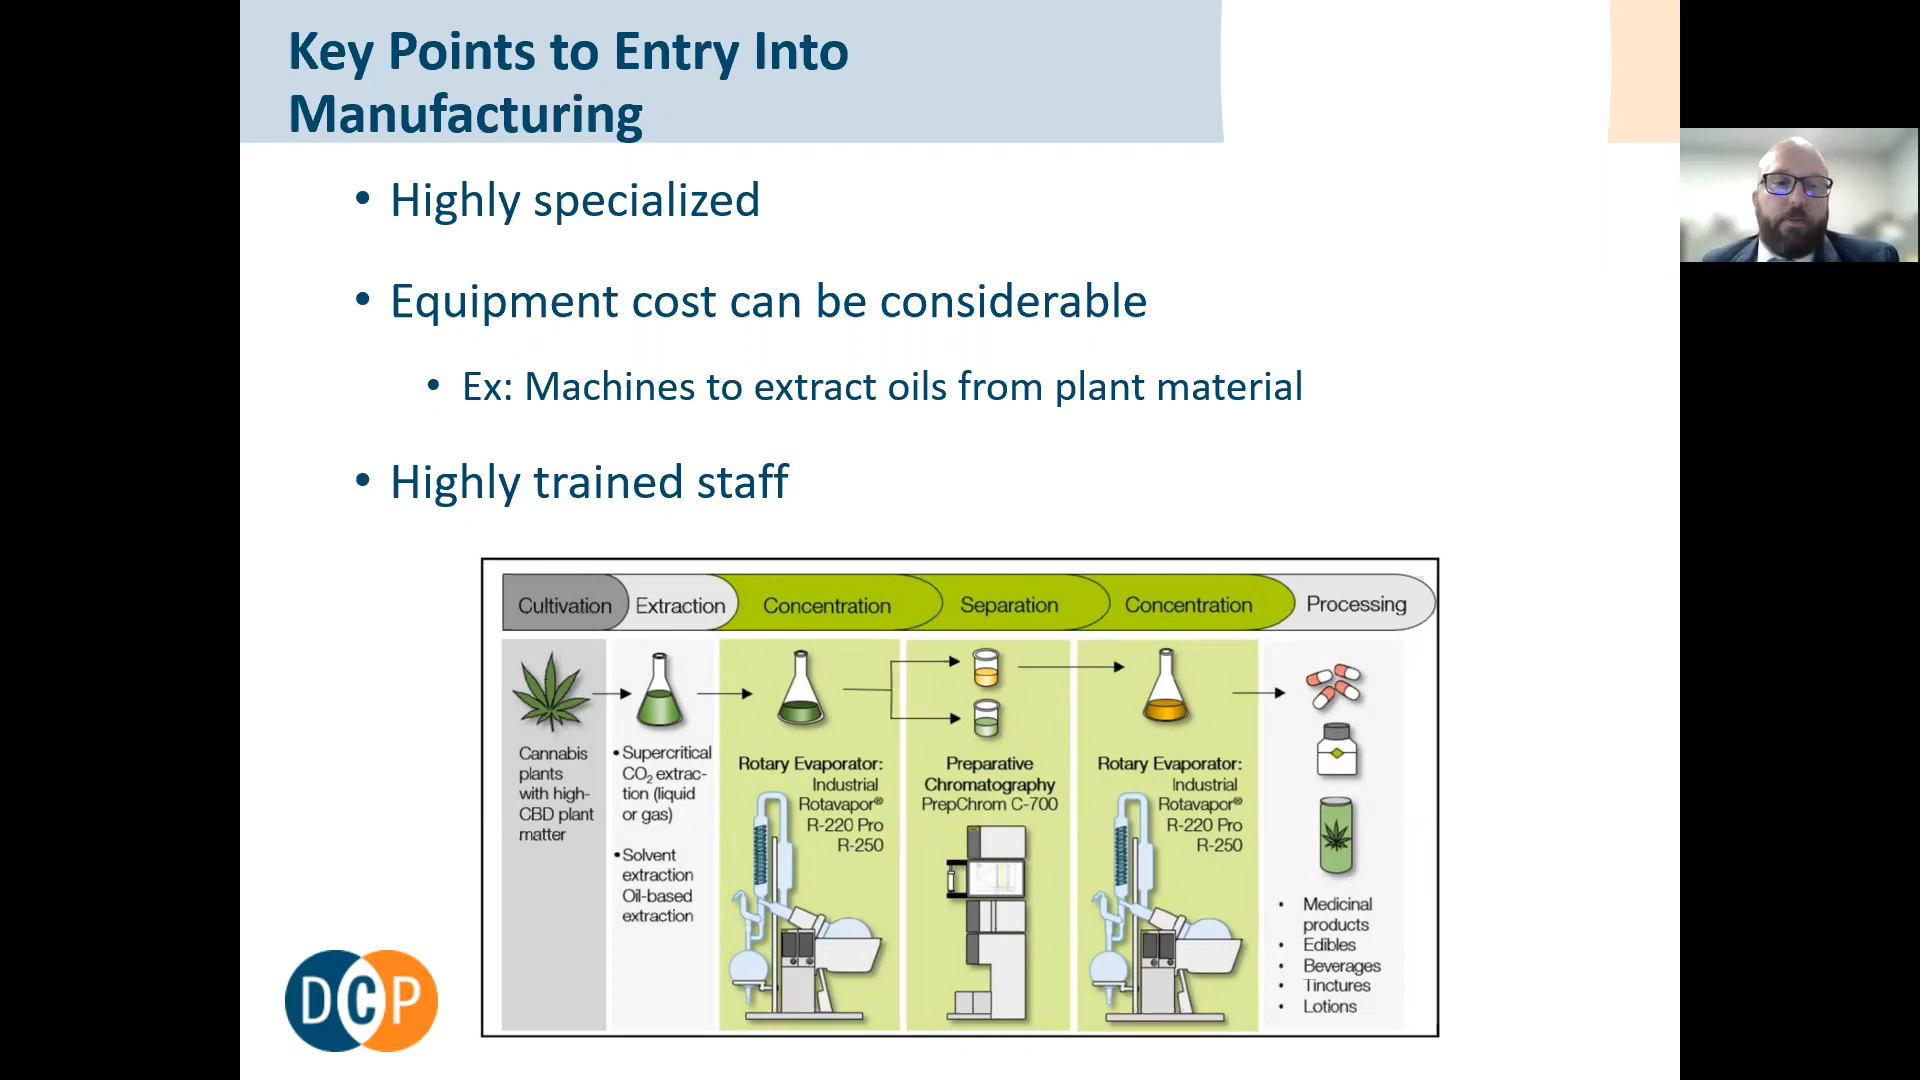 Key Points to Entry Into
Manufacturing
• Highly specialized
• Equipment cost can be considerable
• Ex: Machines to extract oils from plant material
• Highly trained staff
Cultivation
Extraction
Concentration
Separation
Concentration
Processing
Cannabis
plants
with high-
CBD plant
matter
• Supercritical
CO₂ extrac-
tion (liquid
or gas)
• Solvent
extraction
Oil-based
extraction
Rotary Evaporator:
Industrial
Rotavapor®
R-220 Pro
R-250
Preparative
Chromatography
PrepChrom C-700
Rotary Evaporator:
Industrial
Rotavapor®
R-220 Pro
R-250
• Medicinal
products
• Edibles
• Beverages
• Tinctures
• Lotions
DCP